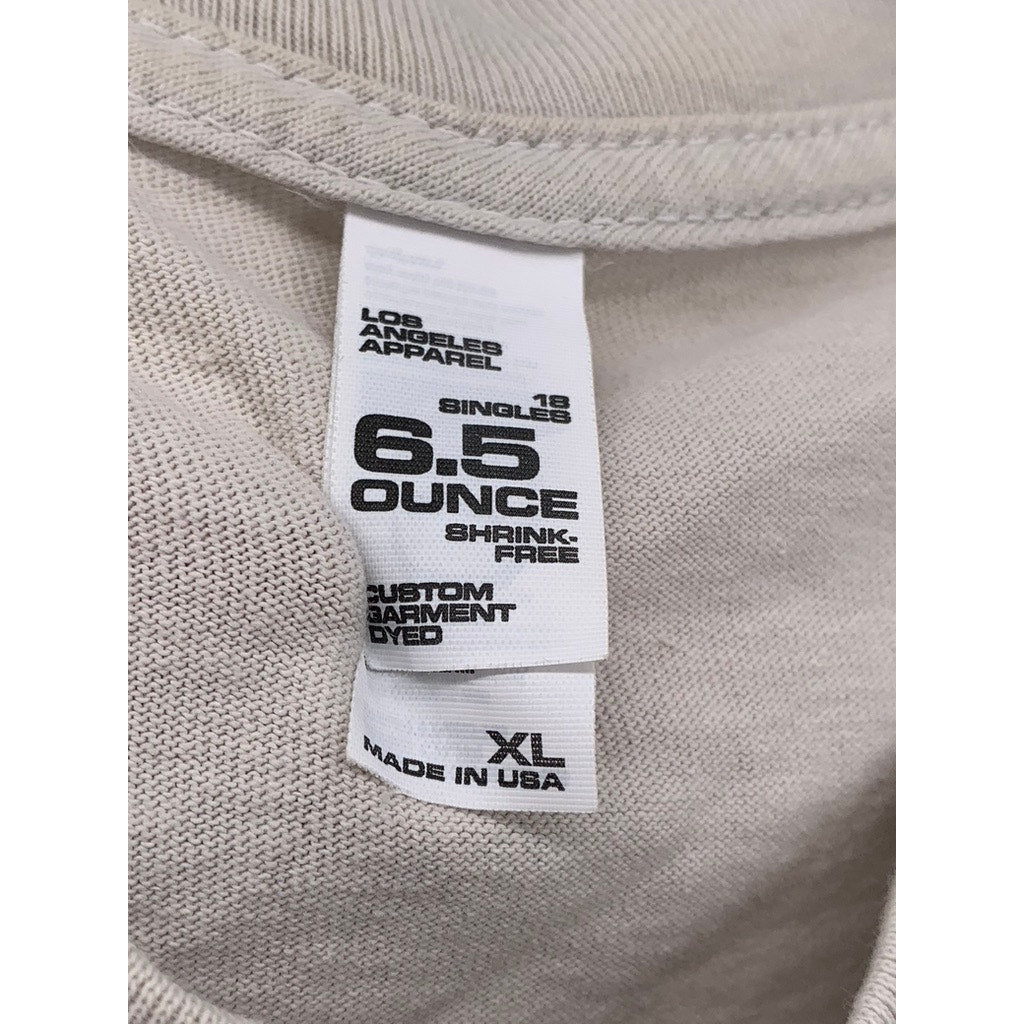 LOS
ANGELES
APPAREL
18
SINGLES
6.5
OUNCE
SHRINK-
FREE
CUSTOM
GARMENT
DYED
XL
MADE IN USA